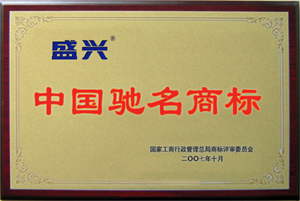 盛兴®
中国驰名商标
国家工商行政管理总局商标评审委员会
二〇〇七年十月